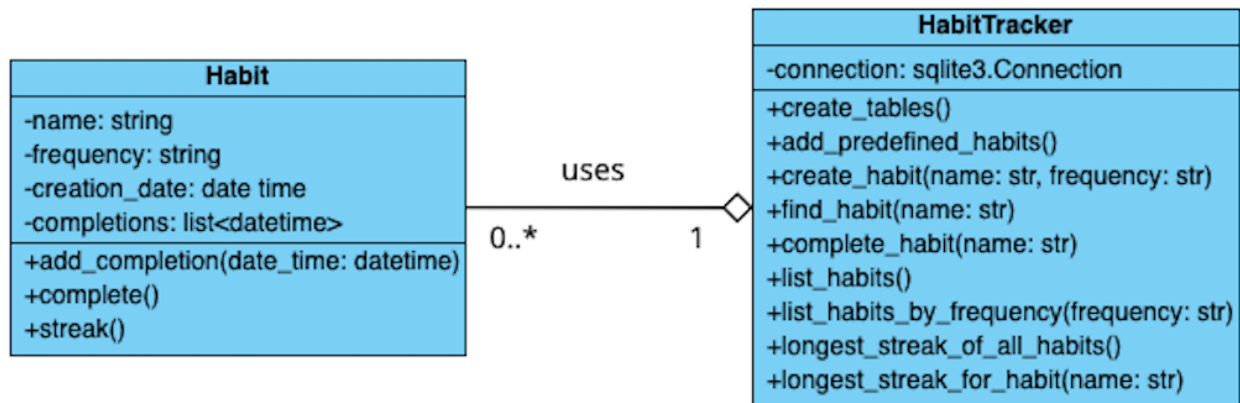 Habit
-name: string
-frequency: string
-creation_date: date time
-completions: list<datetime>
+add_completion(date_time: datetime)
+complete()
+streak()
uses
0..*
1
HabitTracker
-connection: sqlite3.Connection
+create_tables()
+add_predefined_habits()
+create_habit(name: str, frequency: str)
+find_habit(name: str)
+complete_habit(name: str)
+list_habits()
+list_habits_by_frequency(frequency: str)
+longest_streak_of_all_habits()
+longest_streak_for_habit(name: str)